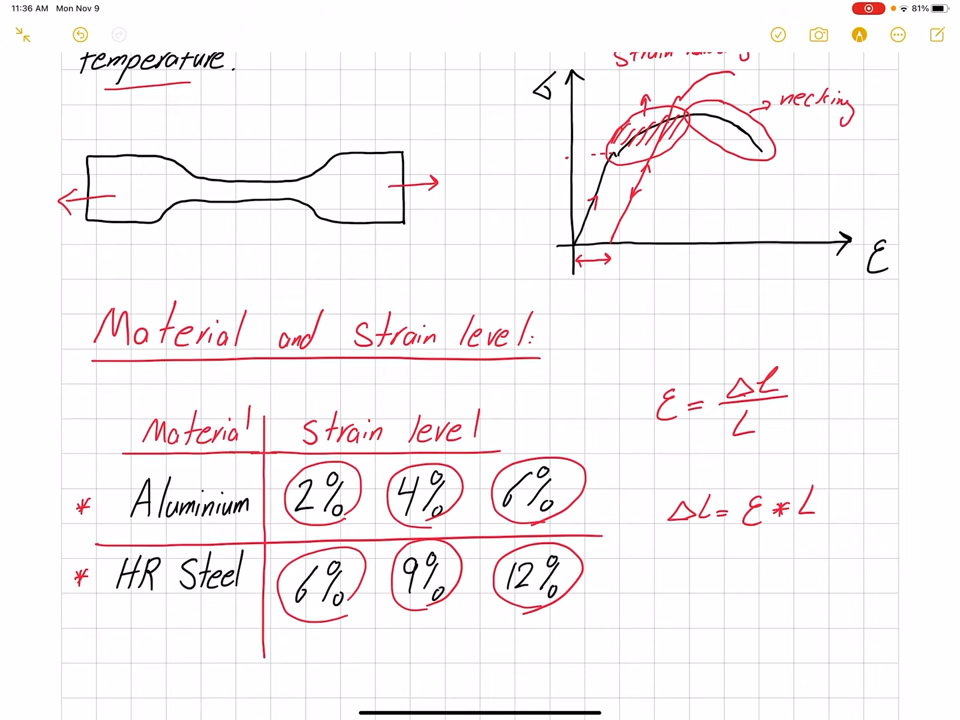 11:36 AM Mon Nov 9
81%
temperature.
σ
necking
ε
Material and Strain level:
Material Strain level
* Aluminium 2% 4% 6%
* HR Steel 6% 9% 12%
ε = ΔL / L
ΔL = ε * L